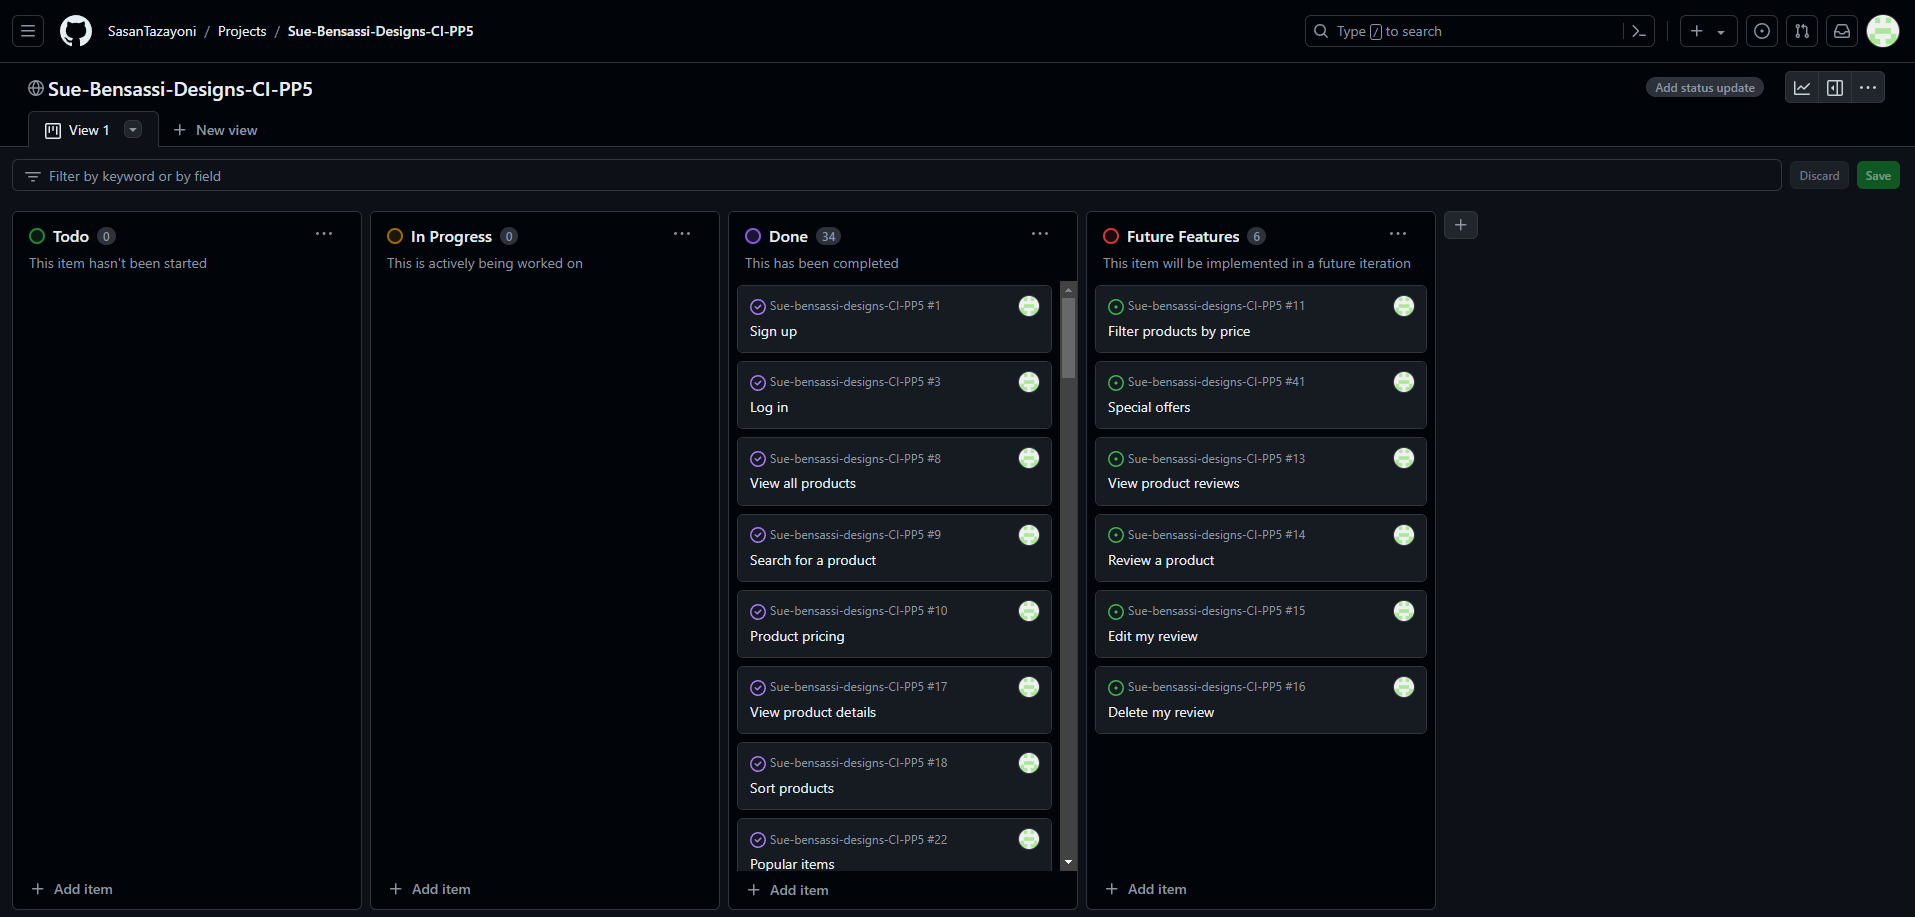 SasanTazayoni / Projects / Sue-Bensassi-Designs-CI-PP5
Type / to search
Sue-Bensassi-Designs-CI-PP5
Add status update
View 1
New view
Filter by keyword or by field
Discard
Save
Todo 0
This item hasn't been started
Add item
In Progress 0
This is actively being worked on
Add item
Done 34
This has been completed
Sue-bensassi-designs-CI-PP5 #1
Sign up
Sue-bensassi-designs-CI-PP5 #3
Log in
Sue-bensassi-designs-CI-PP5 #8
View all products
Sue-bensassi-designs-CI-PP5 #9
Search for a product
Sue-bensassi-designs-CI-PP5 #10
Product pricing
Sue-bensassi-designs-CI-PP5 #17
View product details
Sue-bensassi-designs-CI-PP5 #18
Sort products
Sue-bensassi-designs-CI-PP5 #22
Popular items
Add item
Future Features 6
This item will be implemented in a future iteration
Sue-bensassi-designs-CI-PP5 #11
Filter products by price
Sue-bensassi-designs-CI-PP5 #41
Special offers
Sue-bensassi-designs-CI-PP5 #13
View product reviews
Sue-bensassi-designs-CI-PP5 #14
Review a product
Sue-bensassi-designs-CI-PP5 #15
Edit my review
Sue-bensassi-designs-CI-PP5 #16
Delete my review
Add item